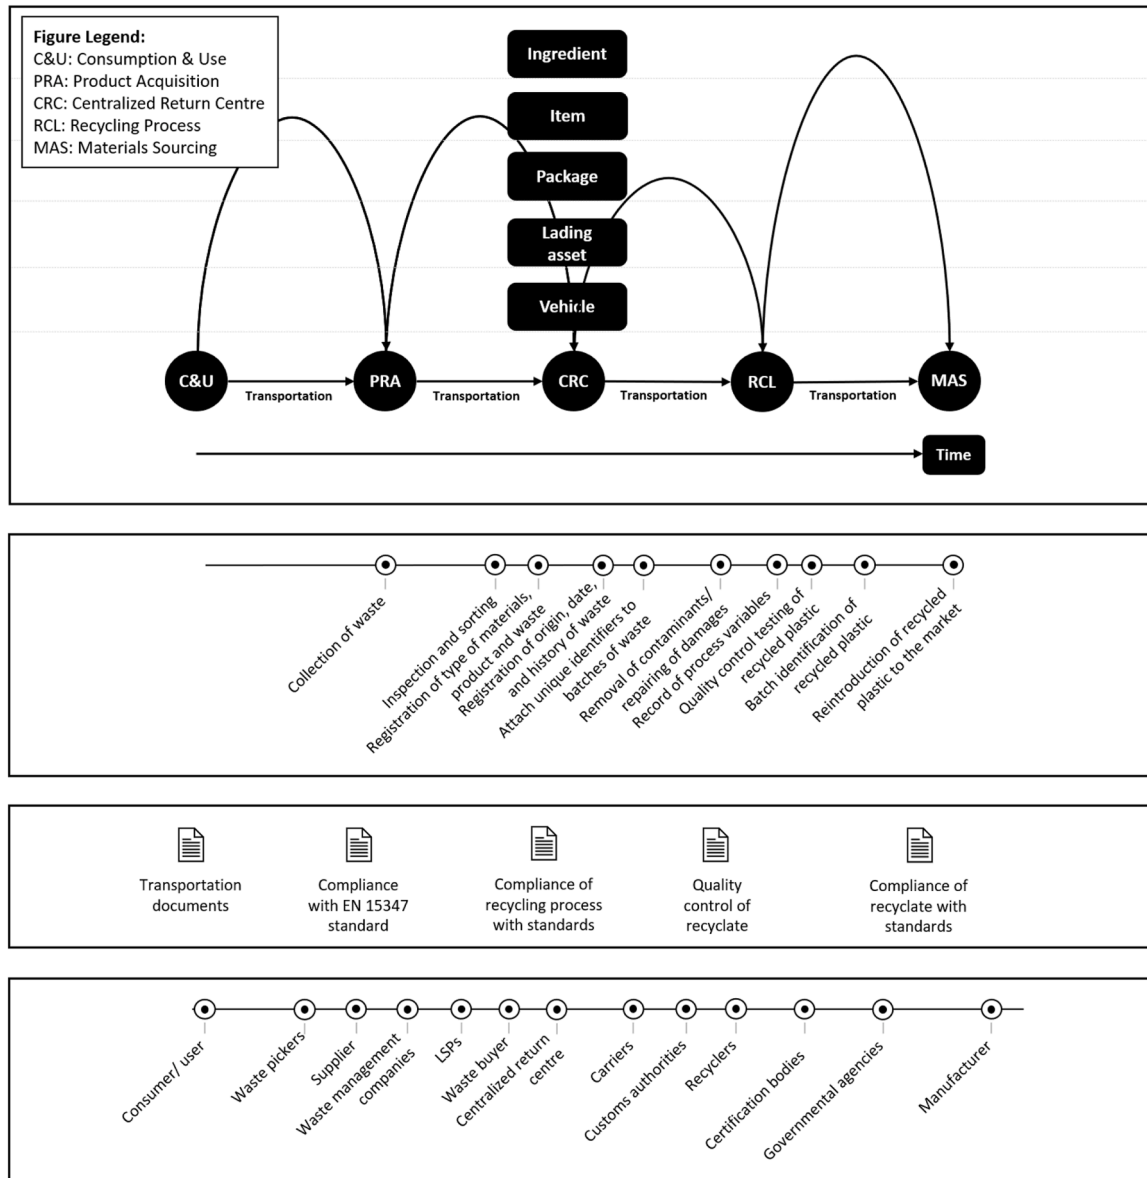 Figure Legend:
C&U: Consumption & Use
PRA: Product Acquisition
CRC: Centralized Return Centre
RCL: Recycling Process
MAS: Materials Sourcing
Ingredient
Item
Package
Lading
asset
Vehicle
C&U
PRA
CRC
RCL
MAS
Transportation
Transportation
Transportation
Transportation
Time
Collection of waste
Inspection and sorting
Registration of type of materials,
product and waste
Registration of origin, date,
and history of waste
Attach unique identifiers to
batches of waste
Removal of contaminants/
repairing of damages
Record of process variables
Quality control testing of
recycled plastic
Batch identification of
recycled plastic
Reintroduction of recycled
plastic to the market
Transportation
documents
Compliance
with EN 15347
standard
Compliance of
recycling process
with standards
Quality
control of
recyclate
Compliance of
recyclate with
standards
Consumer/ user
Waste pickers
Supplier
Waste management
companies
LSPs
Waste buyer
Centralized return
centre
Carriers
Customs authorities
Recyclers
Certification bodies
Governmental agencies
Manufacturer